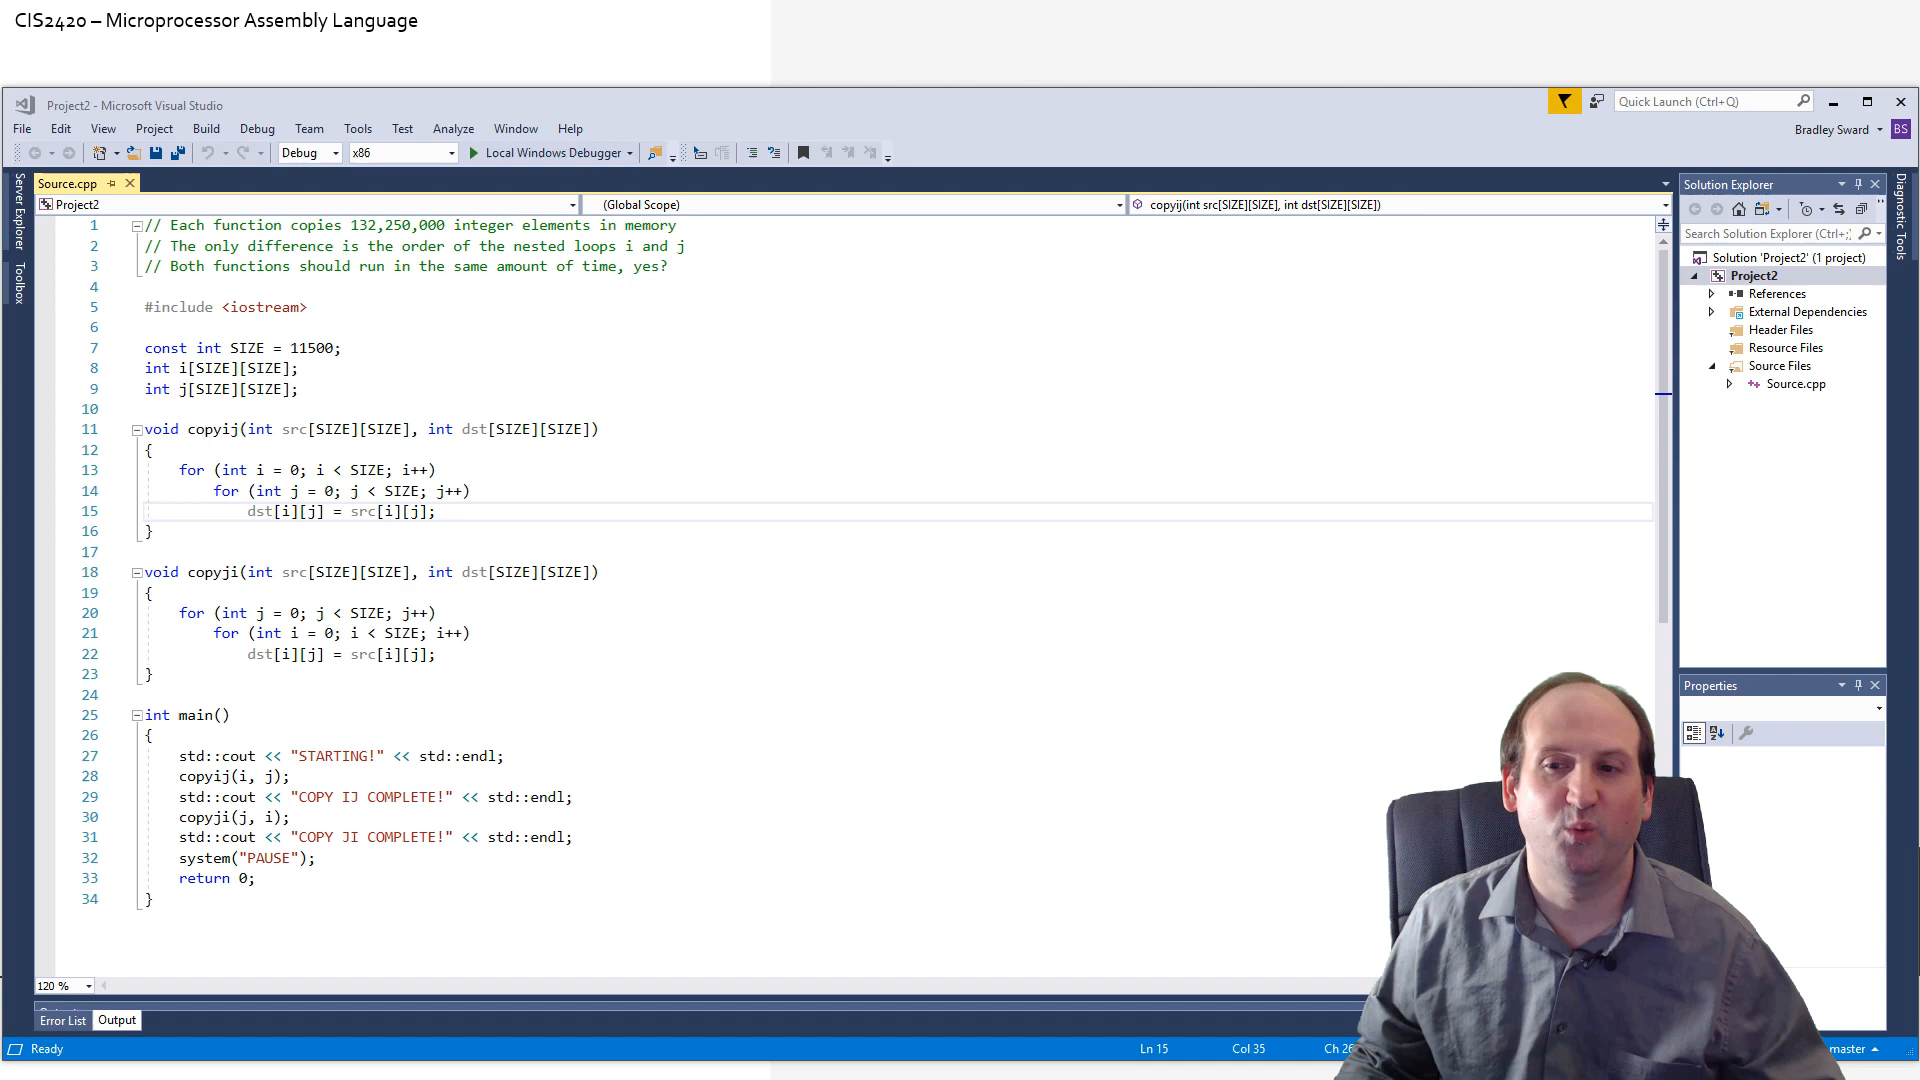 CIS2420 – Microprocessor Assembly Language
Project2 - Microsoft Visual Studio
Quick Launch (Ctrl+Q)
File Edit View Project Build Debug Team Tools Test Analyze Window Help
Bradley Sward BS
Debug x86 Local Windows Debugger
Server Explorer
Toolbox
Source.cpp
Project2 (Global Scope) copyij(int src[SIZE][SIZE], int dst[SIZE][SIZE])
1 // Each function copies 132,250,000 integer elements in memory
2 // The only difference is the order of the nested loops i and j
3 // Both functions should run in the same amount of time, yes?
4
5 #include <iostream>
6
7 const int SIZE = 11500;
8 int i[SIZE][SIZE];
9 int j[SIZE][SIZE];
10
11 void copyij(int src[SIZE][SIZE], int dst[SIZE][SIZE])
12 {
13 for (int i = 0; i < SIZE; i++)
14 for (int j = 0; j < SIZE; j++)
15 dst[i][j] = src[i][j];
16 }
17
18 void copyji(int src[SIZE][SIZE], int dst[SIZE][SIZE])
19 {
20 for (int j = 0; j < SIZE; j++)
21 for (int i = 0; i < SIZE; i++)
22 dst[i][j] = src[i][j];
23 }
24
25 int main()
26 {
27 std::cout << "STARTING!" << std::endl;
28 copyij(i, j);
29 std::cout << "COPY IJ COMPLETE!" << std::endl;
30 copyji(j, i);
31 std::cout << "COPY JI COMPLETE!" << std::endl;
32 system("PAUSE");
33 return 0;
34 }
120 %
Error List Output
Ready Ln 15 Col 35 Ch 26 master
Solution Explorer
Search Solution Explorer (Ctrl+;)
Solution 'Project2' (1 project)
Project2
References
External Dependencies
Header Files
Resource Files
Source Files
Source.cpp
Properties
Diagnostic Tools